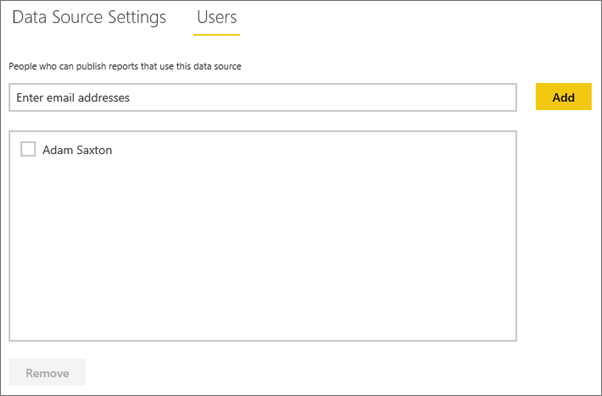 Data Source Settings Users
People who can publish reports that use this data source
Enter email addresses Add
Adam Saxton
Remove